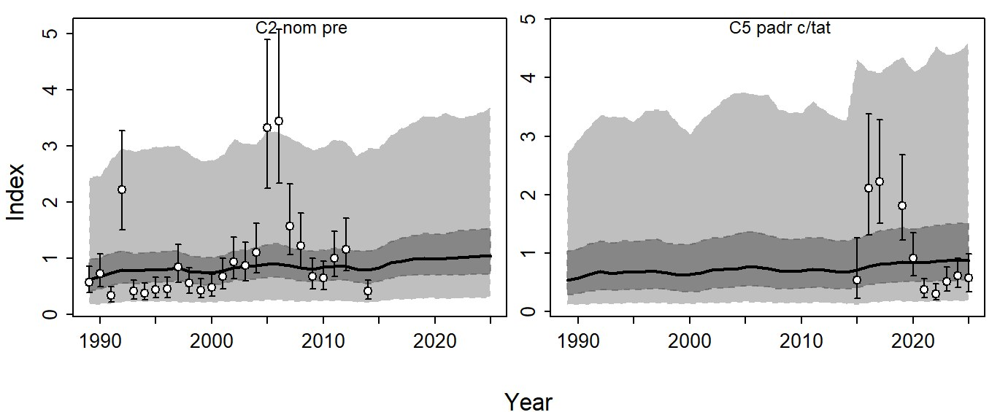 C2 nom pre
C5 padr c/tat
Index
0 1 2 3 4 5
1990 2000 2010 2020
0 1 2 3 4 5
1990 2000 2010 2020
Year